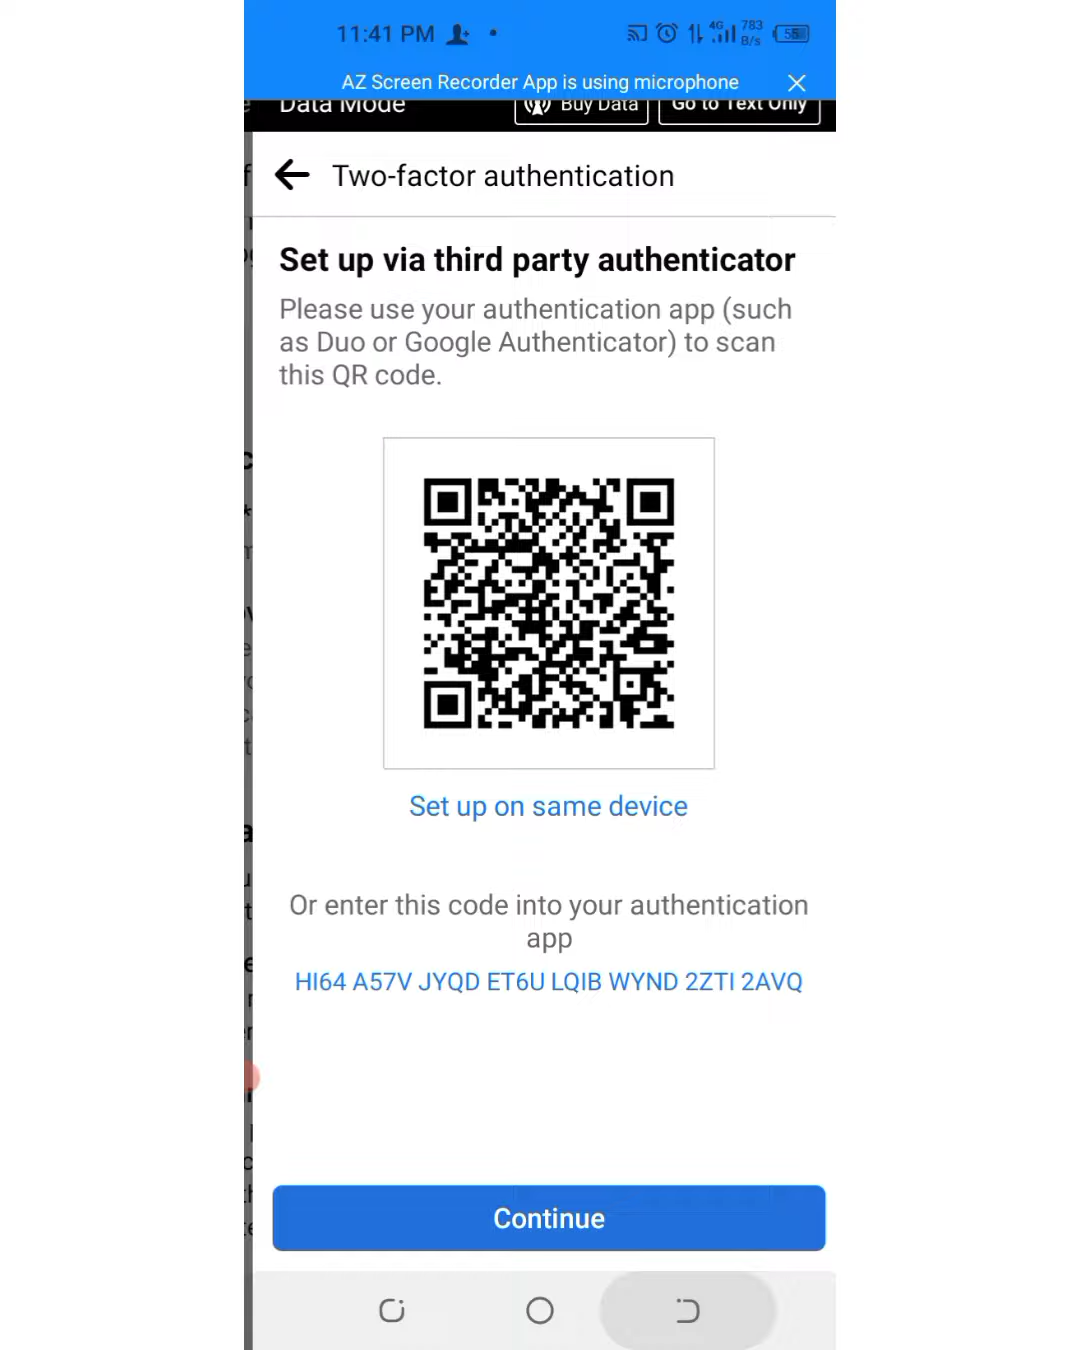 11:41 PM
4G 783 B/s 55
AZ Screen Recorder App is using microphone
Data Mode Buy Data Go to Text Only
Two-factor authentication
Set up via third party authenticator
Please use your authentication app (such
as Duo or Google Authenticator) to scan
this QR code.
Set up on same device
Or enter this code into your authentication
app
HI64 A57V JYQD ET6U LQIB WYND 2ZTI 2AVQ
Continue